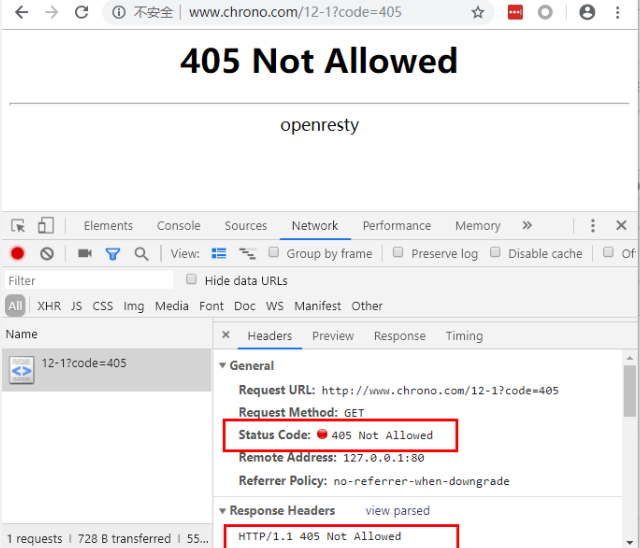 不安全 | www.chrono.com/12-1?code=405
405 Not Allowed
openresty
Elements Console Sources Network Performance Memory »
View: Group by frame Preserve log Disable cache Of
Filter Hide data URLs
All XHR JS CSS Img Media Font Doc WS Manifest Other
Name
× Headers Preview Response Timing
12-1?code=405
General
Request URL: http://www.chrono.com/12-1?code=405
Request Method: GET
Status Code: 405 Not Allowed
Remote Address: 127.0.0.1:80
Referrer Policy: no-referrer-when-downgrade
Response Headers view parsed
HTTP/1.1 405 Not Allowed
1 requests | 728 B transferred | 55...